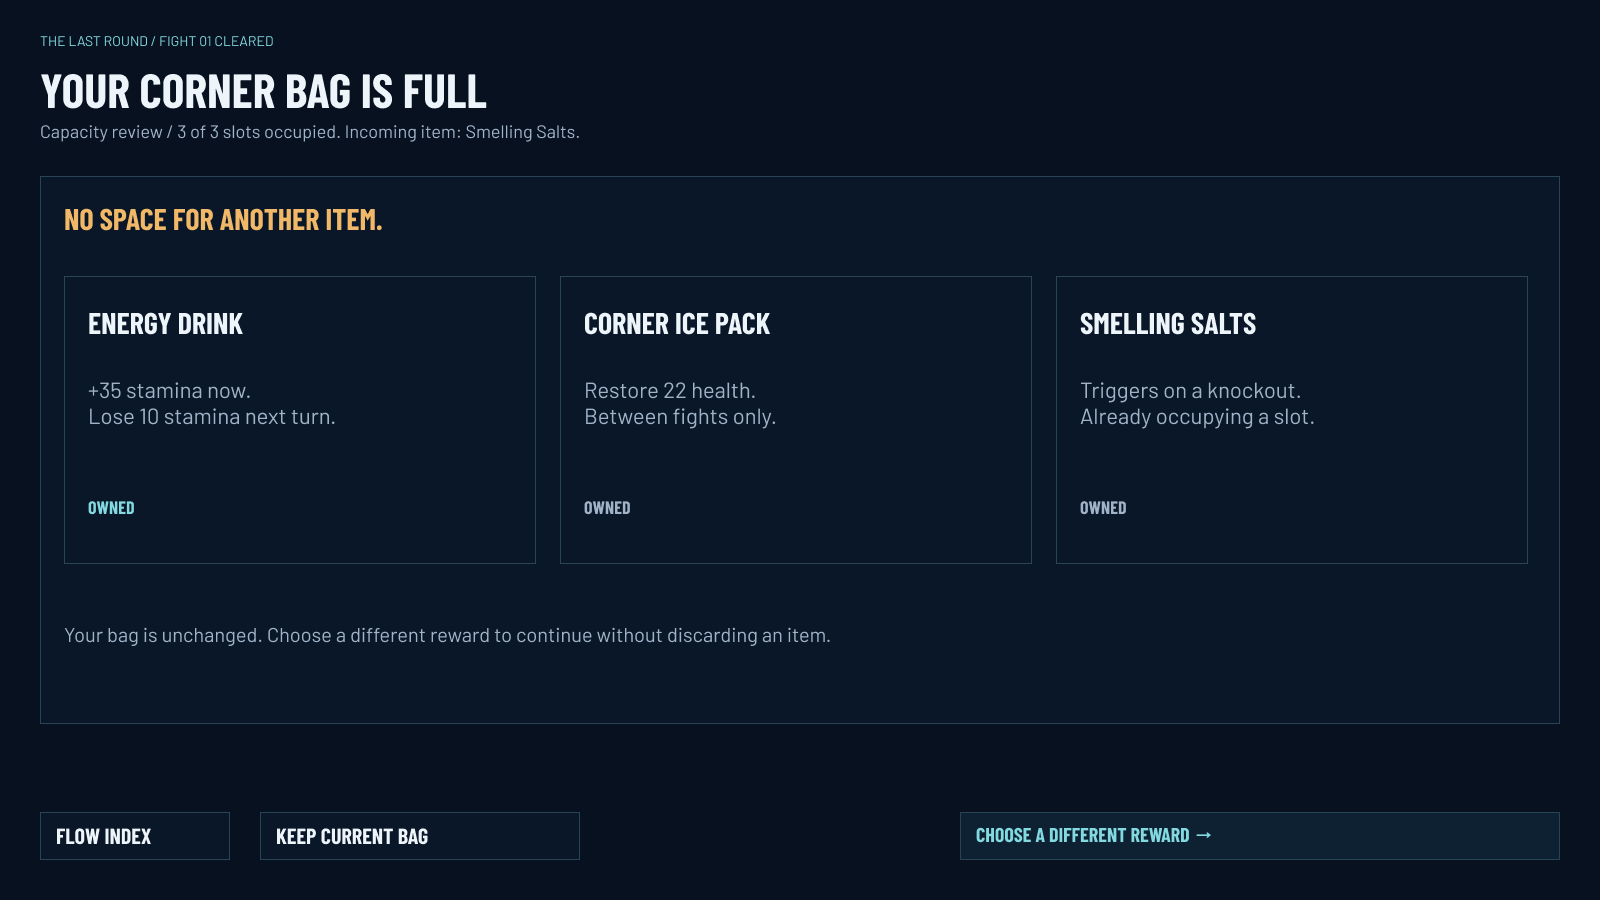 THE LAST ROUND / FIGHT 01 CLEARED
YOUR CORNER BAG IS FULL
Capacity review / 3 of 3 slots occupied. Incoming item: Smelling Salts.
NO SPACE FOR ANOTHER ITEM.
ENERGY DRINK
+35 stamina now.
Lose 10 stamina next turn.
OWNED
CORNER ICE PACK
Restore 22 health.
Between fights only.
OWNED
SMELLING SALTS
Triggers on a knockout.
Already occupying a slot.
OWNED
Your bag is unchanged. Choose a different reward to continue without discarding an item.
FLOW INDEX
KEEP CURRENT BAG
CHOOSE A DIFFERENT REWARD →